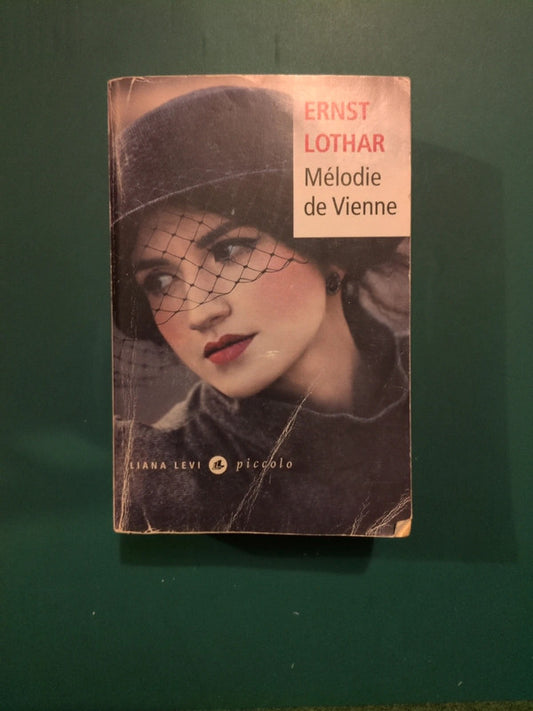 ERNST
LOTHAR
Mélodie
de Vienne
LIANA LEVI piccolo